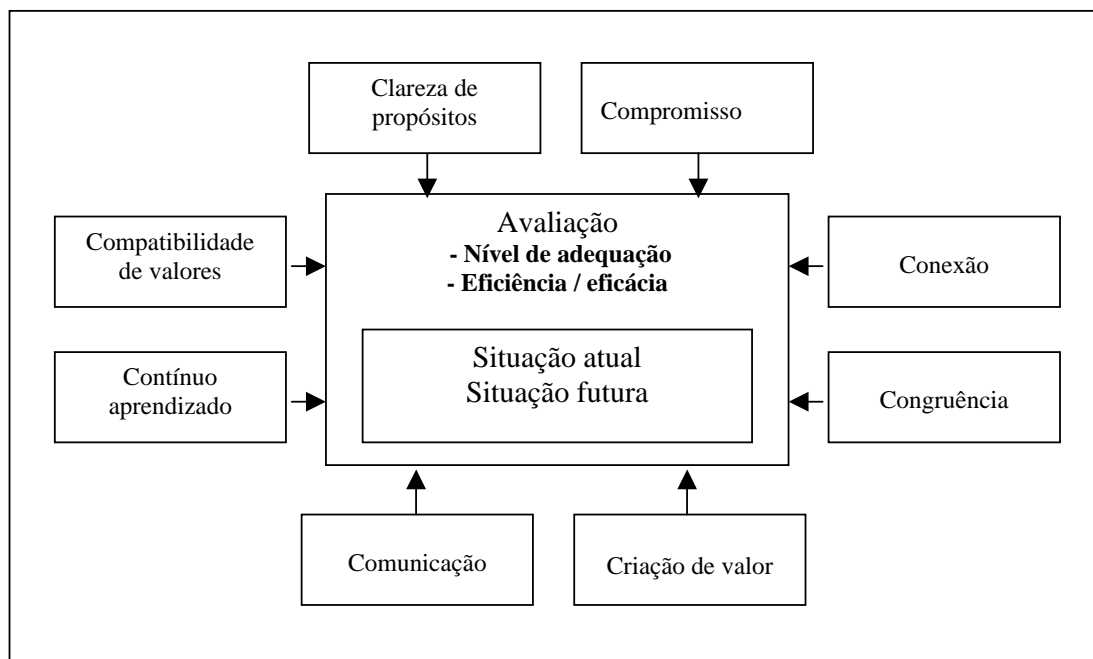 Clareza de
propósitos
Compromisso
Avaliação
- Nível de adequação
- Eficiência / eficácia
Compatibilidade
de valores
Conexão
Situação atual
Situação futura
Contínuo
aprendizado
Congruência
Comunicação
Criação de valor